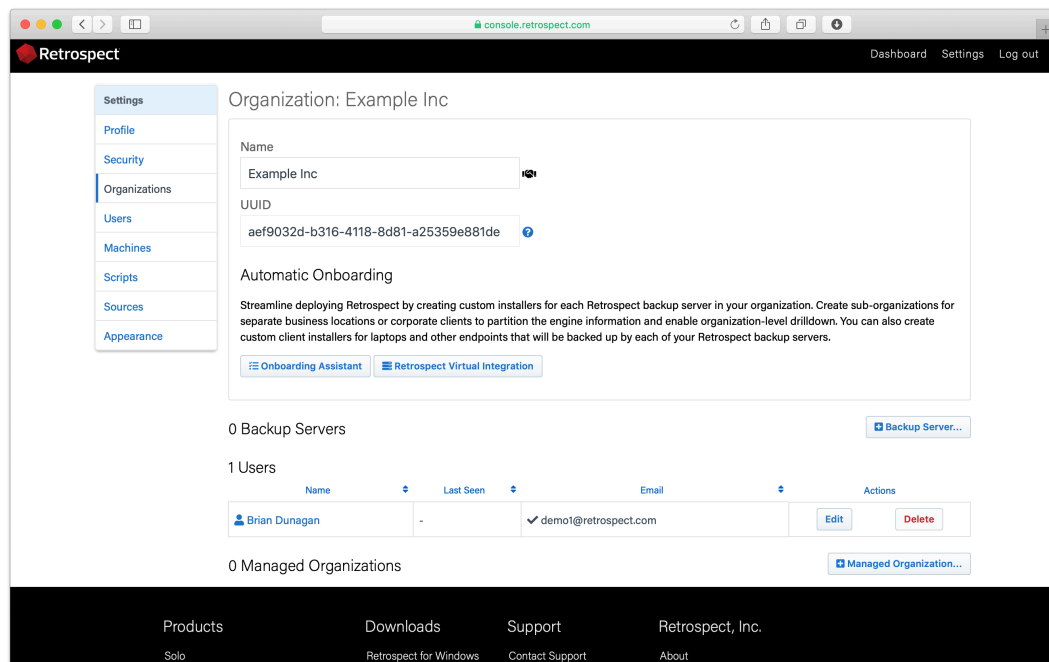 console.retrospect.com
Retrospect
Dashboard Settings Log out
Settings
Profile
Security
Organizations
Users
Machines
Scripts
Sources
Appearance
Organization: Example Inc
Name
Example Inc
UUID
aef9032d-b316-4118-8d81-a25359e881de
Automatic Onboarding
Streamline deploying Retrospect by creating custom installers for each Retrospect backup server in your organization. Create sub-organizations for
separate business locations or corporate clients to partition the engine information and enable organization-level drilldown. You can also create
custom client installers for laptops and other endpoints that will be backed up by each of your Retrospect backup servers.
Onboarding Assistant Retrospect Virtual Integration
0 Backup Servers Backup Server...
1 Users
Name Last Seen Email Actions
Brian Dunagan - demo1@retrospect.com Edit Delete
0 Managed Organizations Managed Organization...
Products Downloads Support Retrospect, Inc.
Solo Retrospect for Windows Contact Support About